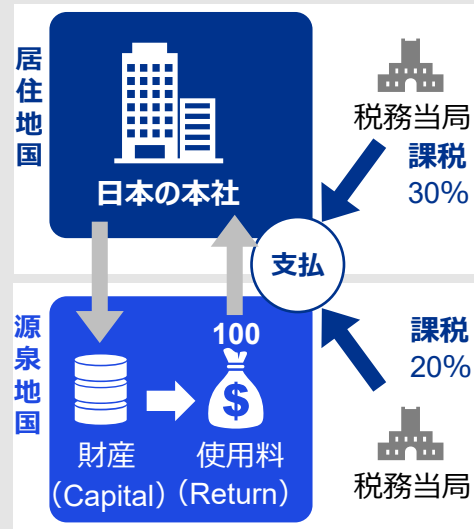 居住地国
税務当局
課税
30%
日本の本社
支払
源泉地国
100
$
課税
20%
財産
(Capital)
使用料
(Return)
税務当局